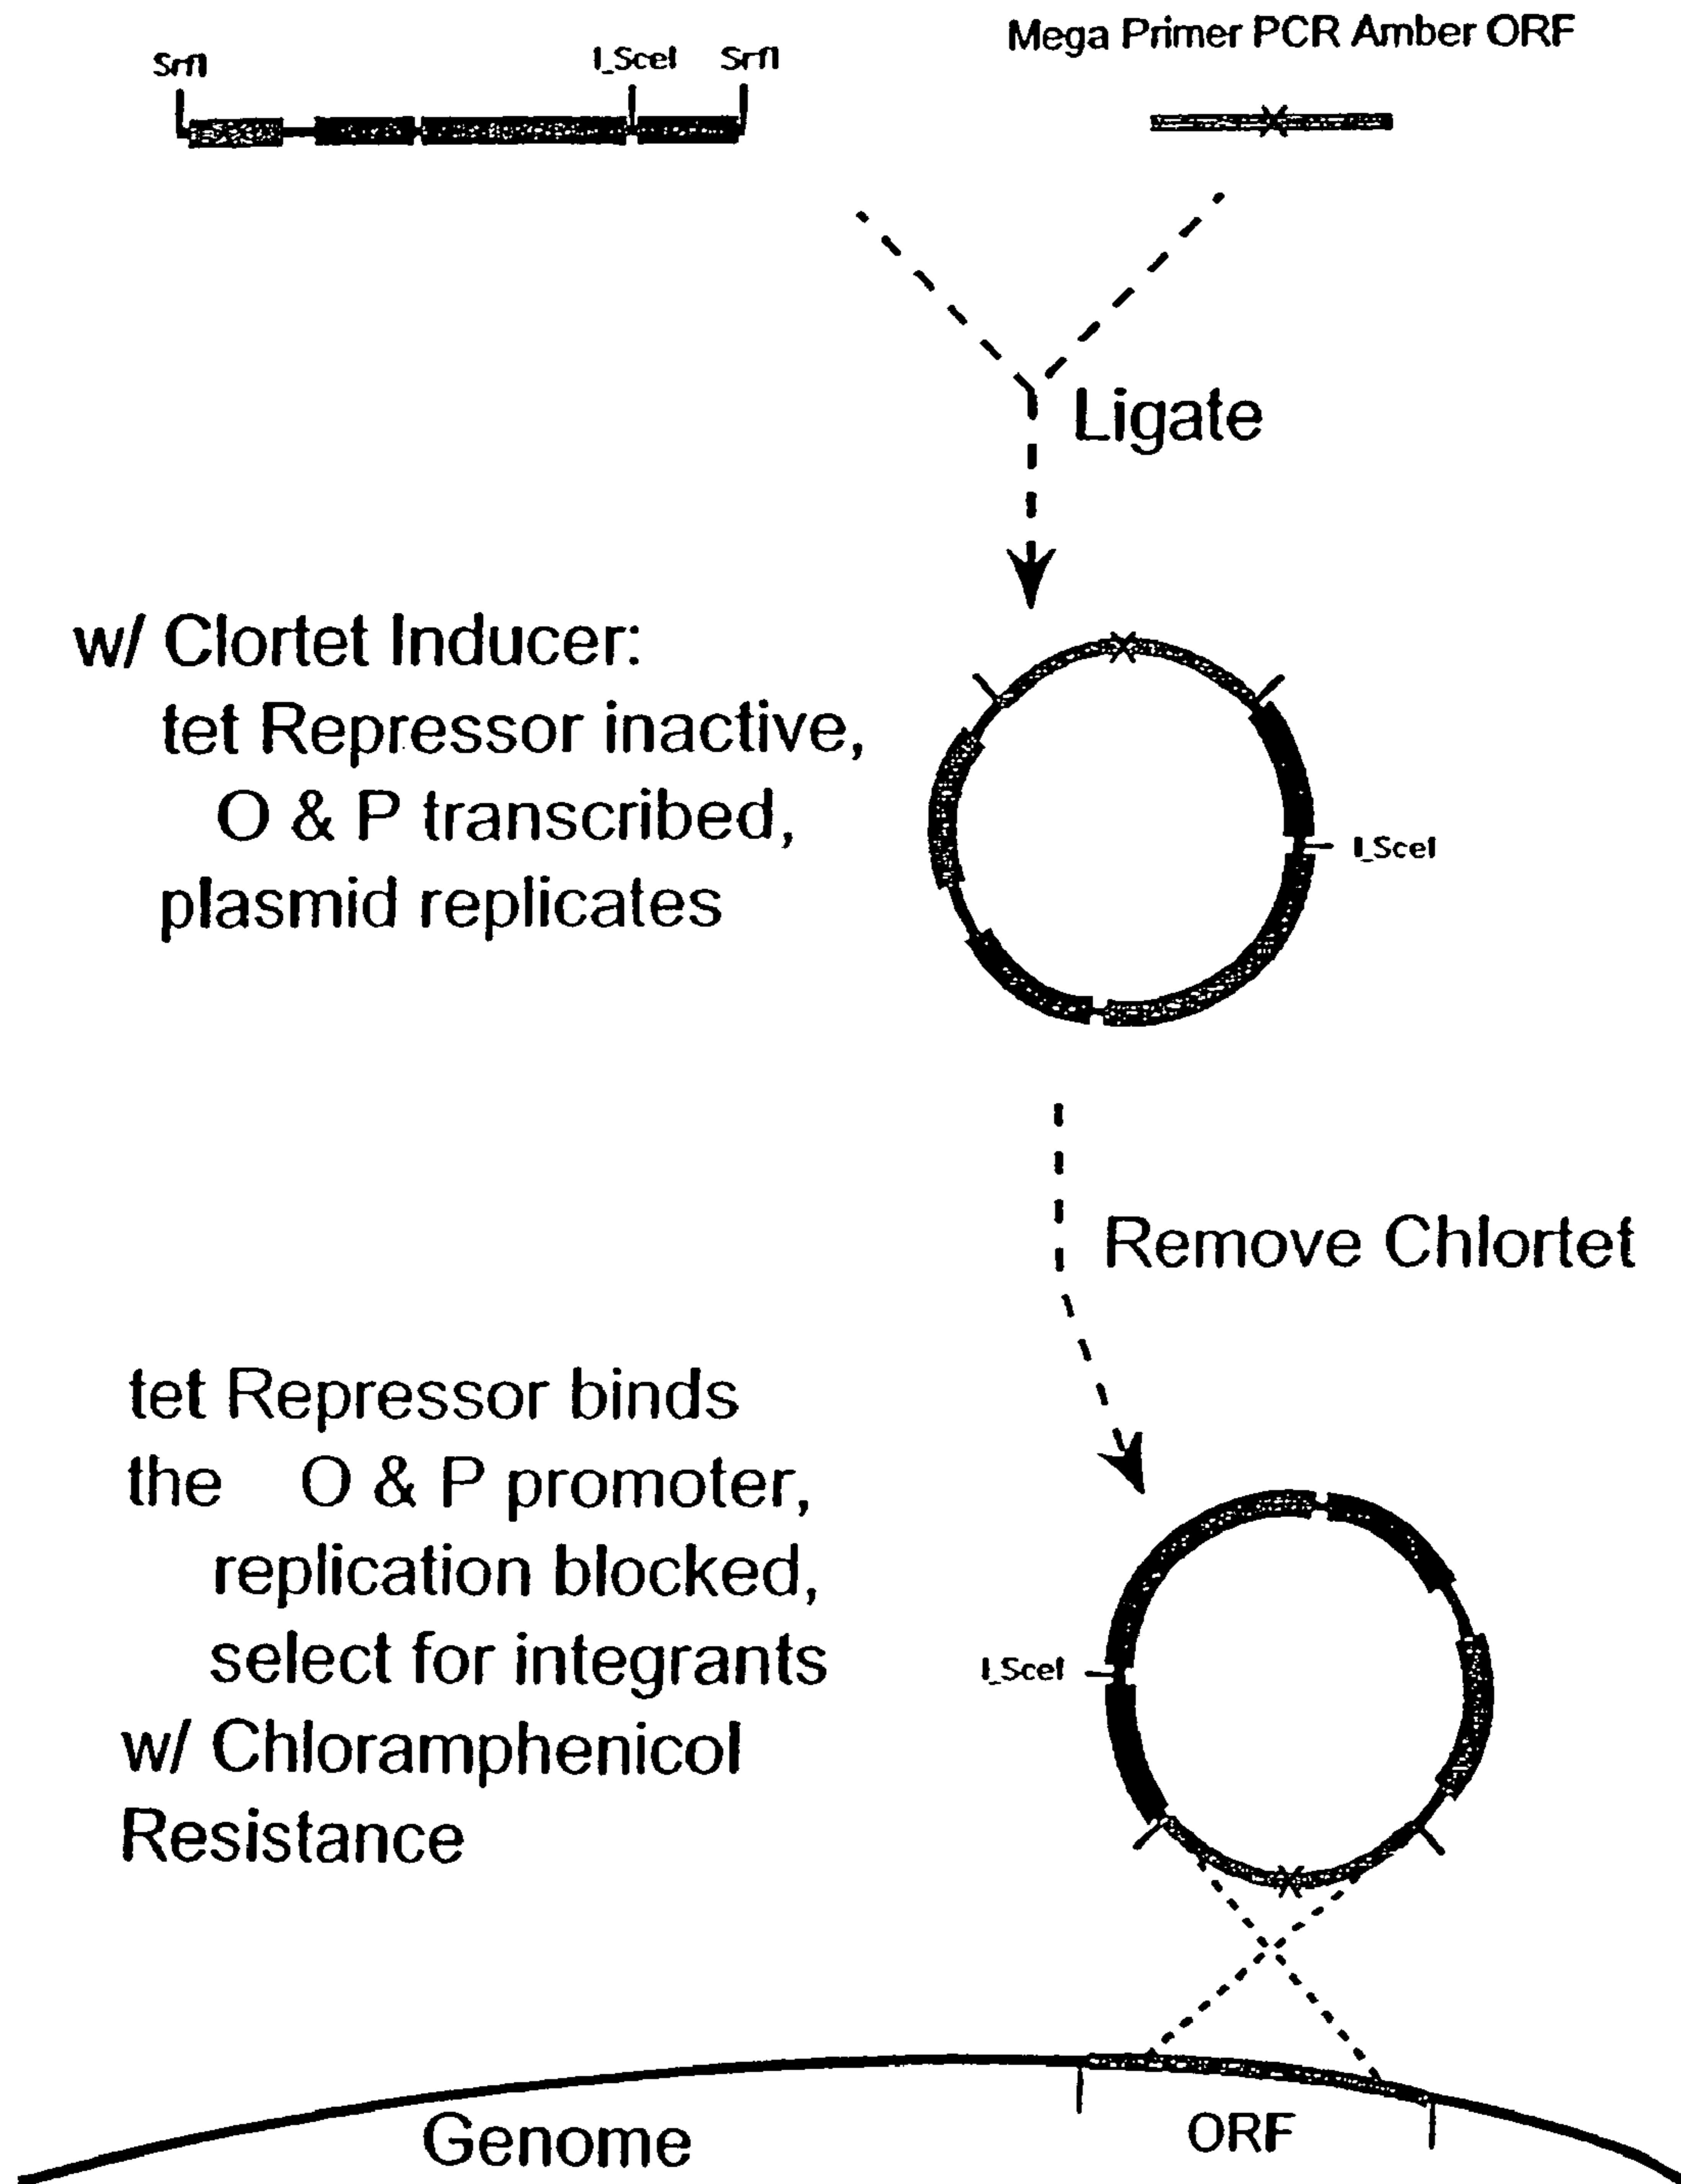 Mega Primer PCR Amber ORF
SrfI I_SceI SrfI
Ligate
w/ Clortet Inducer:
tet Repressor inactive,
O & P transcribed,
plasmid replicates
I_SceI
Remove Chlortet
tet Repressor binds
the O & P promoter,
replication blocked,
select for integrants
w/ Chloramphenicol
Resistance
I_SceI
Genome
ORF